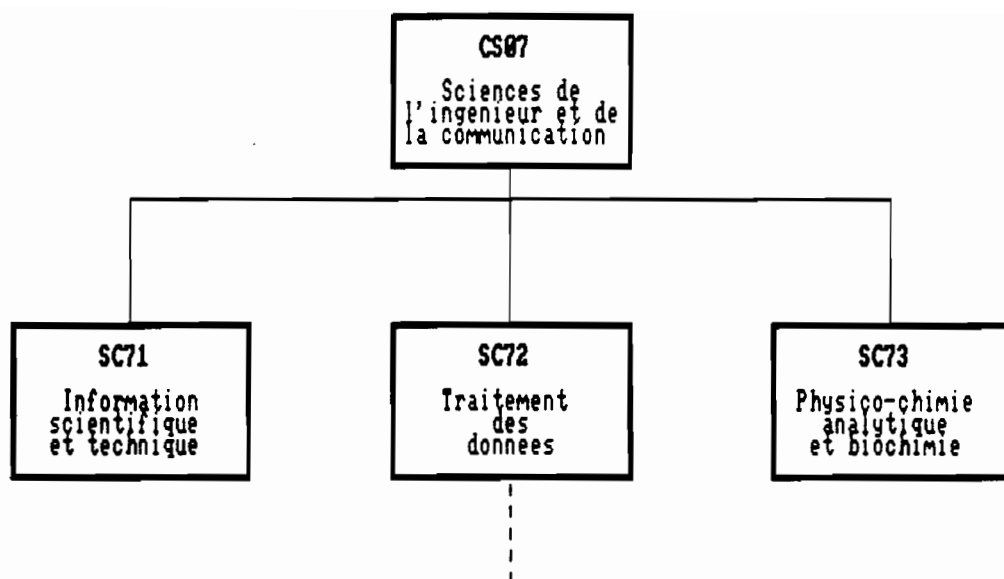 CS07
Sciences de
l'ingenieur et de
la communication
SC71
Information
scientifique
et technique
SC72
Traitement
des
donnees
SC73
Physico-chimie
analytique
et biochimie